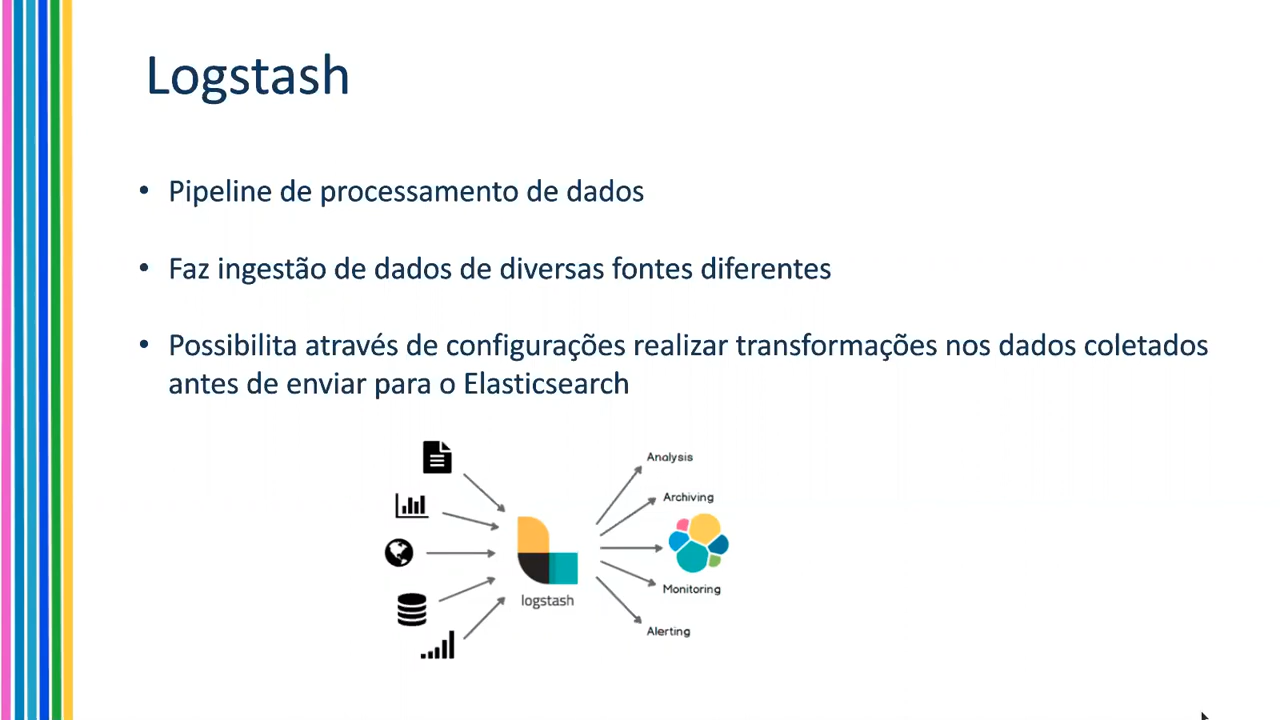 Logstash
• Pipeline de processamento de dados
• Faz ingestão de dados de diversas fontes diferentes
• Possibilita através de configurações realizar transformações nos dados coletados
antes de enviar para o Elasticsearch
Analysis
Archiving
logstash
Monitoring
Alerting